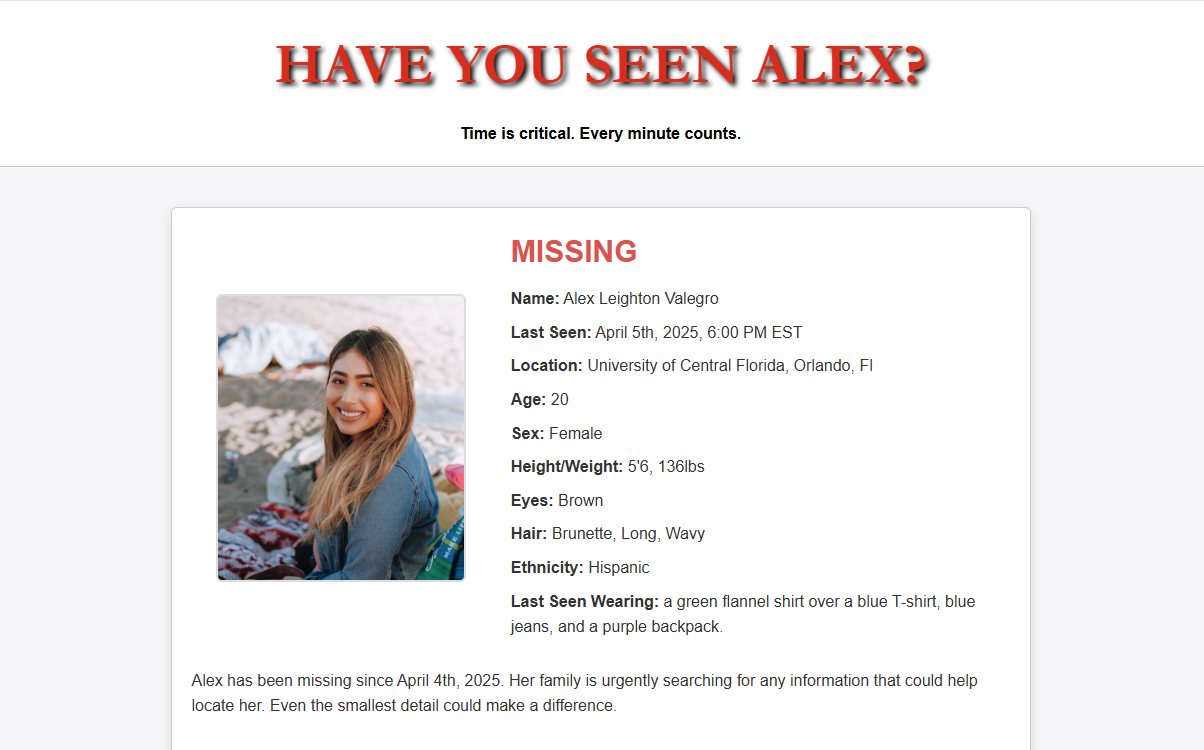 HAVE YOU SEEN ALEX?
Time is critical. Every minute counts.
MISSING
Name: Alex Leighton Valegro
Last Seen: April 5th, 2025, 6:00 PM EST
Location: University of Central Florida, Orlando, Fl
Age: 20
Sex: Female
Height/Weight: 5'6, 136lbs
Eyes: Brown
Hair: Brunette, Long, Wavy
Ethnicity: Hispanic
Last Seen Wearing: a green flannel shirt over a blue T-shirt, blue
jeans, and a purple backpack.
Alex has been missing since April 4th, 2025. Her family is urgently searching for any information that could help
locate her. Even the smallest detail could make a difference.